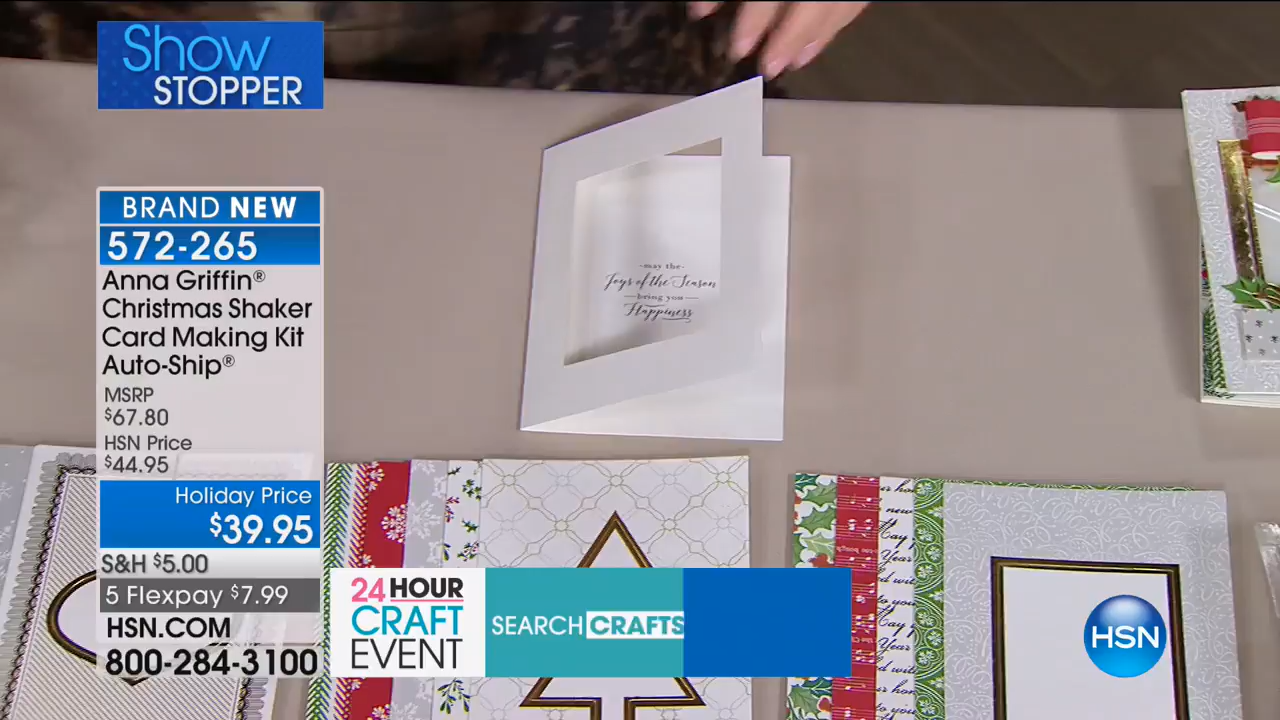 Show
STOPPER
BRAND NEW
572-265
Anna Griffin®
Christmas Shaker
Card Making Kit
Auto-Ship®
MSRP
$67.80
HSN Price
$44.95
Holiday Price
$39.95
S&H $5.00
5 Flexpay $7.99
HSN.COM
800-284-3100
-may the-
Joys of the Season
bring you
Happiness
24 HOUR
CRAFT
EVENT
SEARCH CRAFTS
HSN